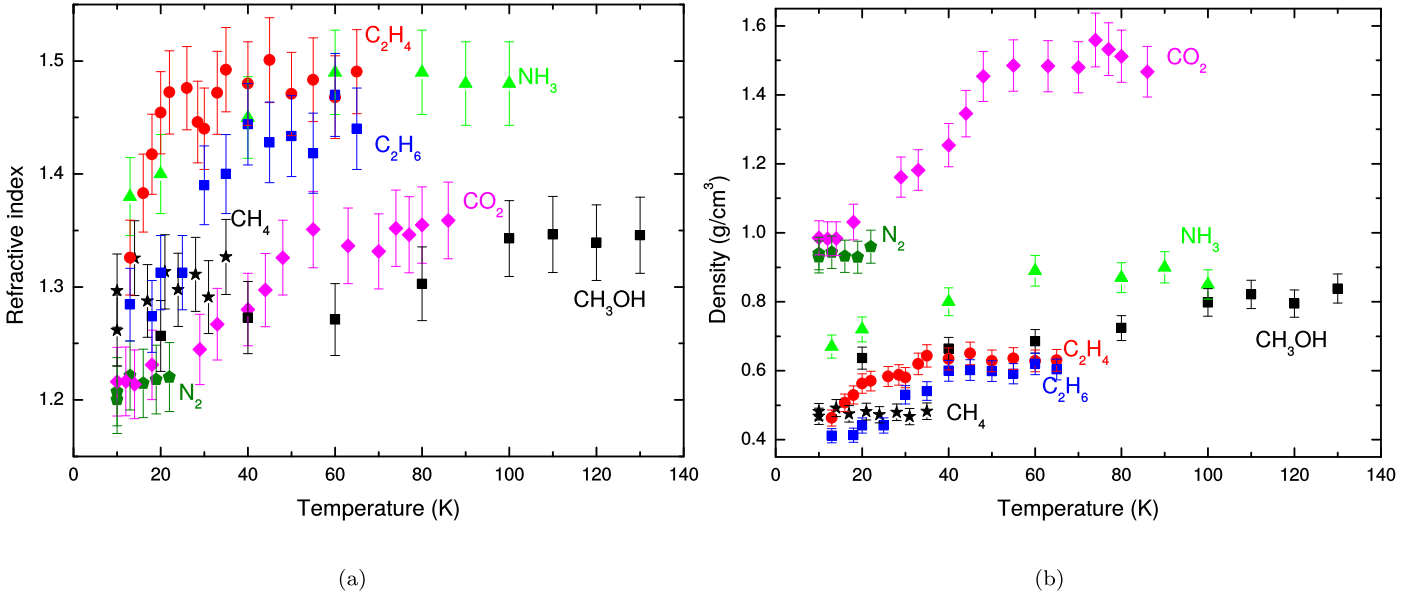 C₂H₄
NH₃
C₂H₆
CH₄
CO₂
N₂
CH₃OH
1.5
1.4
1.3
1.2
0
20
40
60
80
100
120
140
Refractive index
Temperature (K)
(a)
CO₂
N₂
NH₃
CH₃OH
C₂H₄
C₂H₆
CH₄
1.6
1.4
1.2
1.0
0.8
0.6
0.4
0
20
40
60
80
100
120
140
Density (g/cm³)
Temperature (K)
(b)